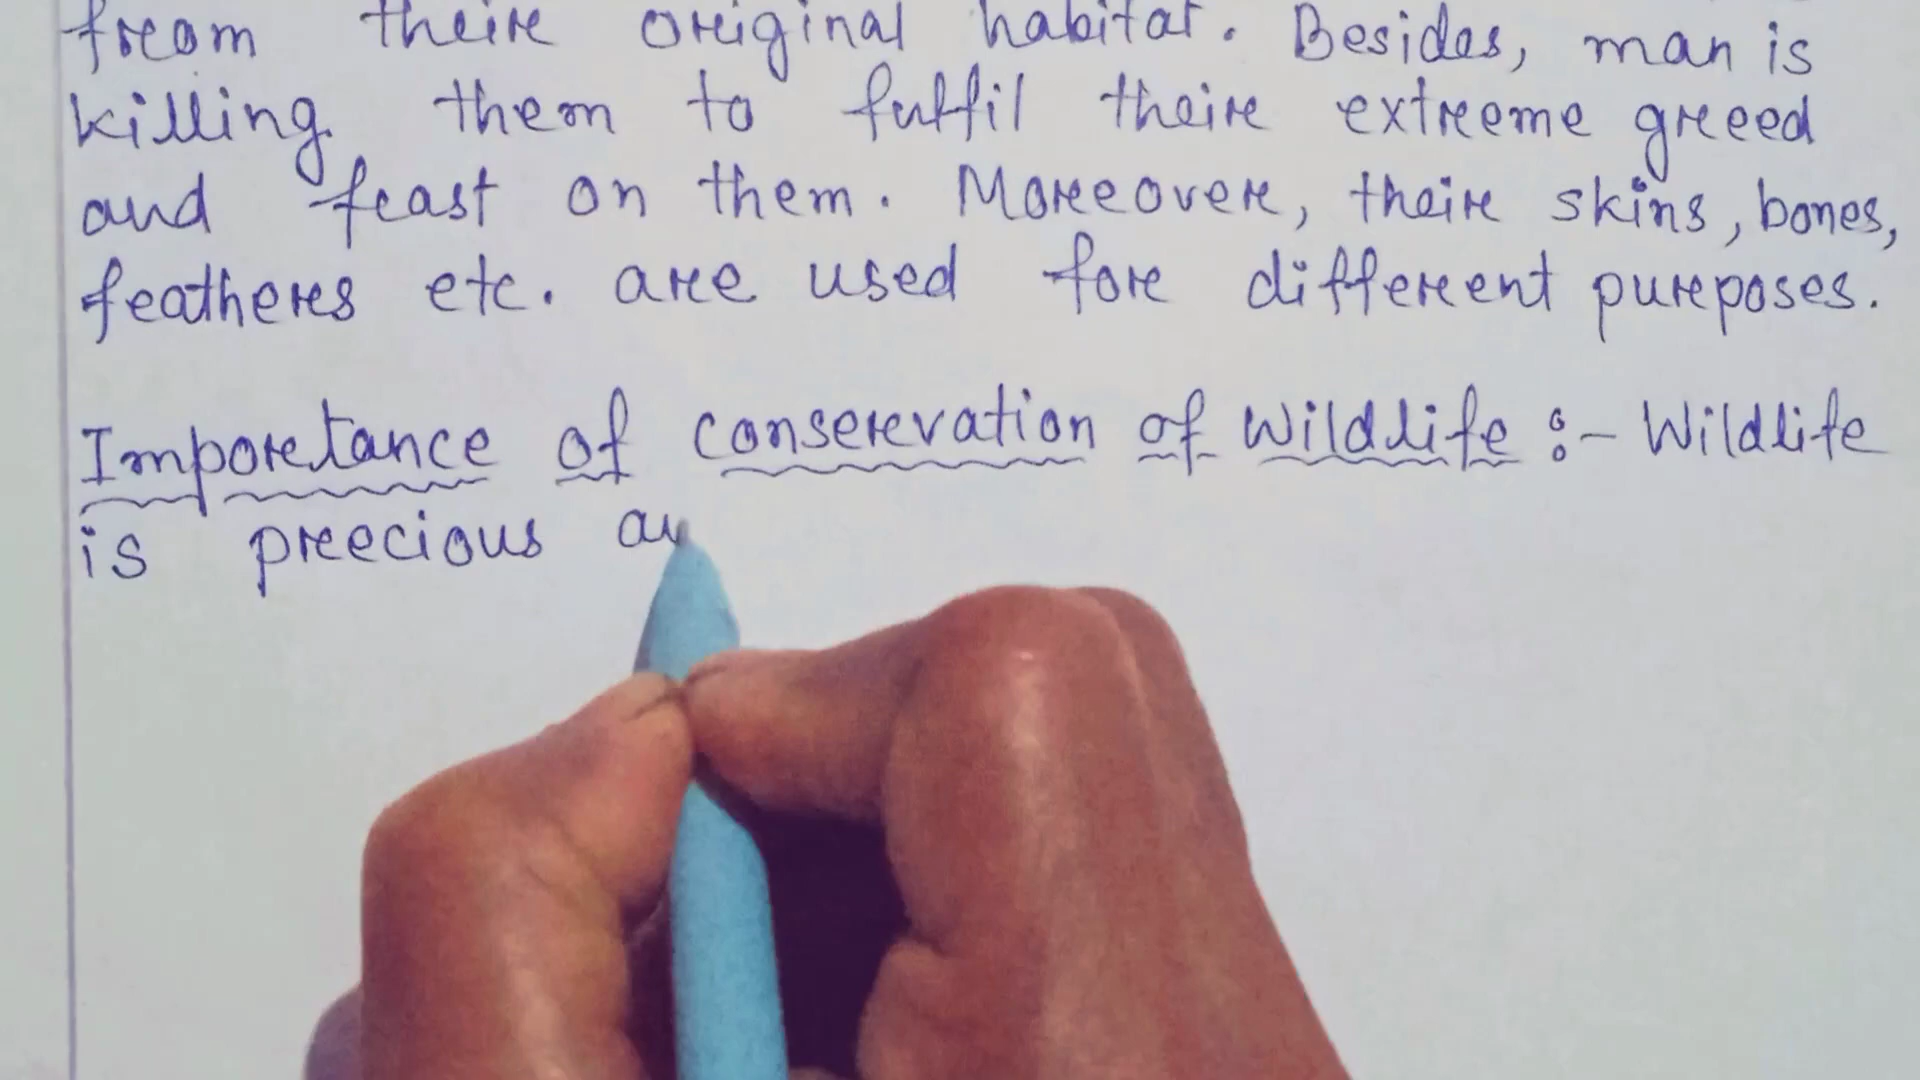 from their original habitat. Besides, man is
killing them to fulfil their extreme greed
and feast on them. Moreover, their skins, bones,
feathers etc. are used for different purposes.
Importance of conservation of Wildlife :- Wildlife
is precious an